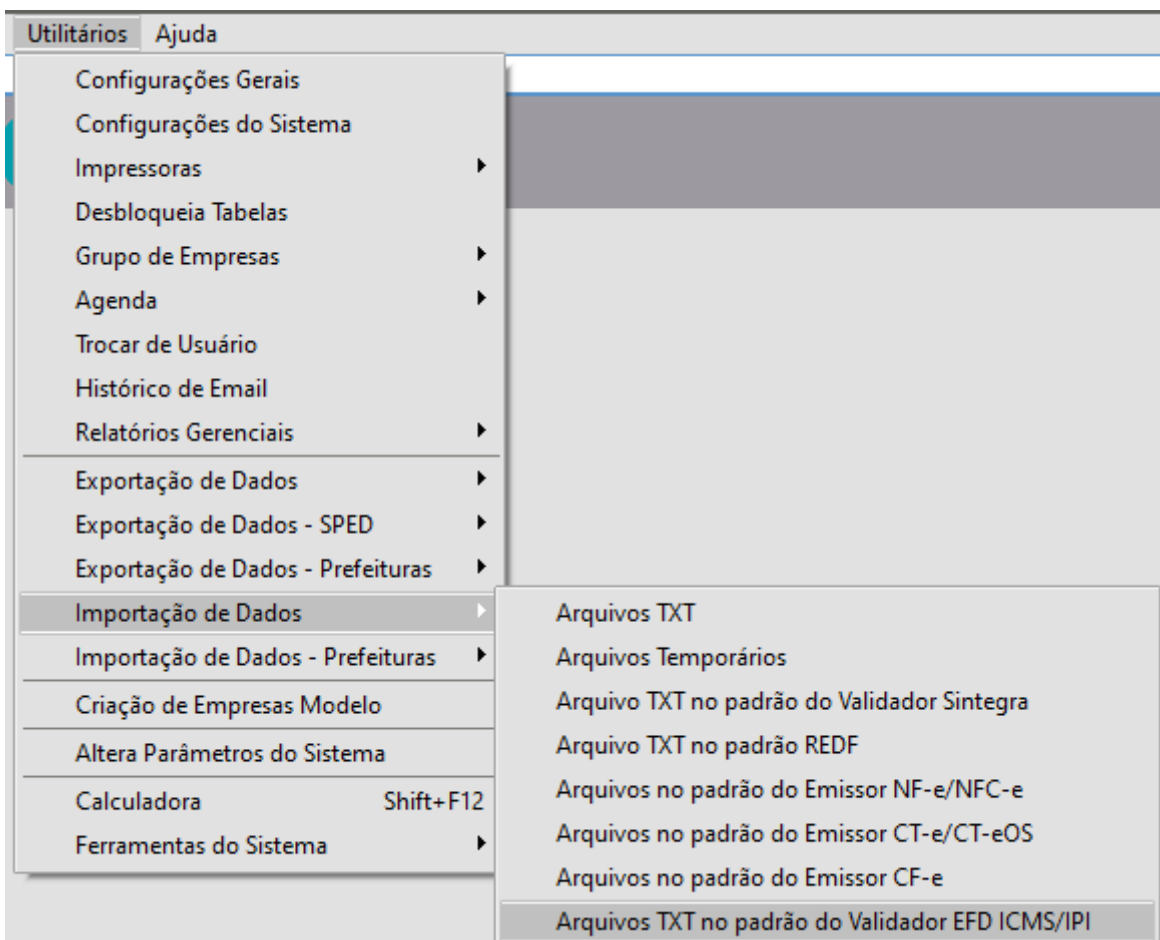 Utilitários Ajuda
Configurações Gerais
Configurações do Sistema
Impressoras
Desbloqueia Tabelas
Grupo de Empresas
Agenda
Trocar de Usuário
Histórico de Email
Relatórios Gerenciais
Exportação de Dados
Exportação de Dados - SPED
Exportação de Dados - Prefeituras
Importação de Dados
Importação de Dados - Prefeituras
Criação de Empresas Modelo
Altera Parâmetros do Sistema
Calculadora Shift+F12
Ferramentas do Sistema
Arquivos TXT
Arquivos Temporários
Arquivo TXT no padrão do Validador Sintegra
Arquivo TXT no padrão REDF
Arquivos no padrão do Emissor NF-e/NFC-e
Arquivos no padrão do Emissor CT-e/CT-eOS
Arquivos no padrão do Emissor CF-e
Arquivos TXT no padrão do Validador EFD ICMS/IPI